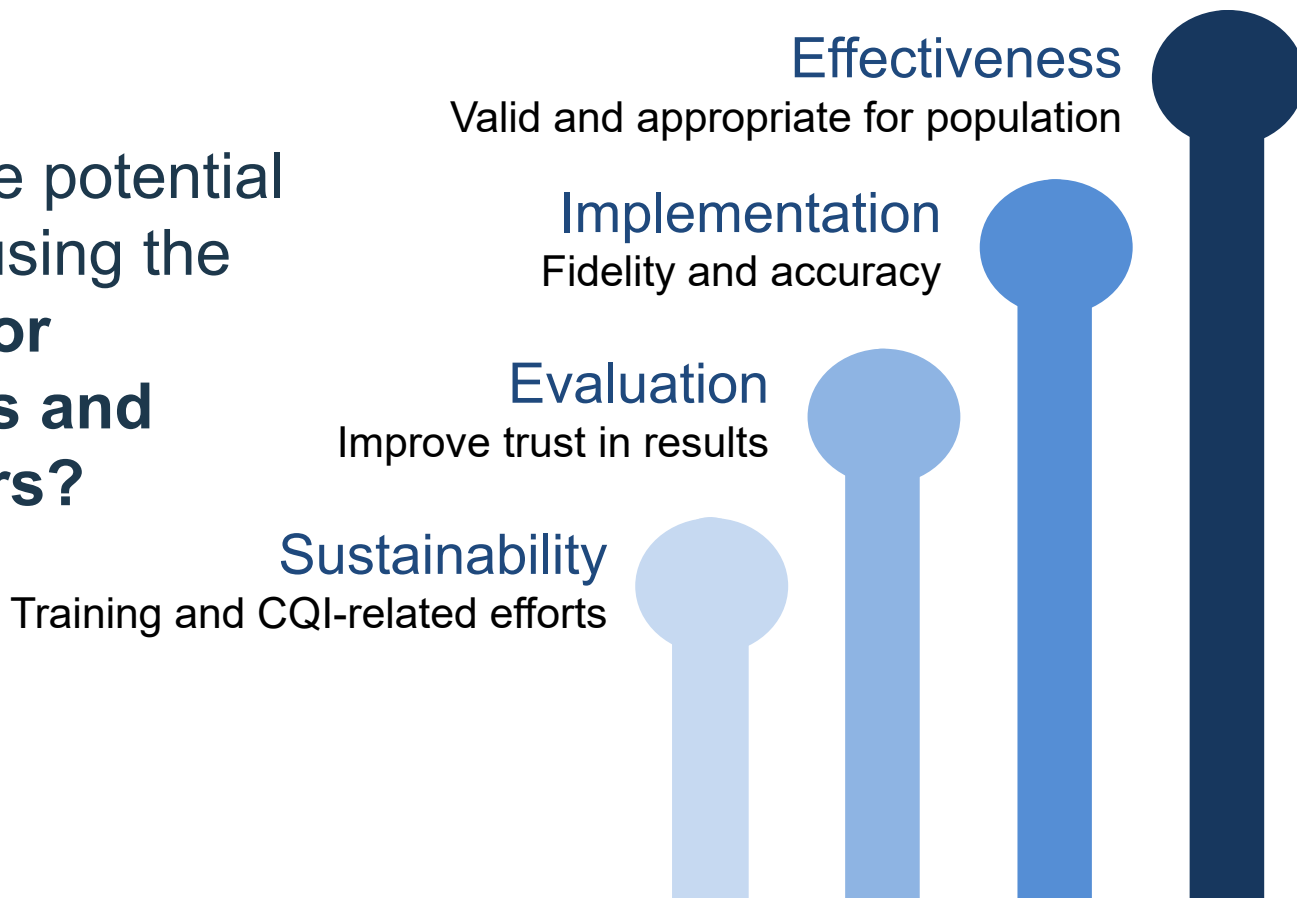 e potential
using the
or
s and
rs?
Effectiveness
Valid and appropriate for population
Implementation
Fidelity and accuracy
Evaluation
Improve trust in results
Sustainability
Training and CQI-related efforts